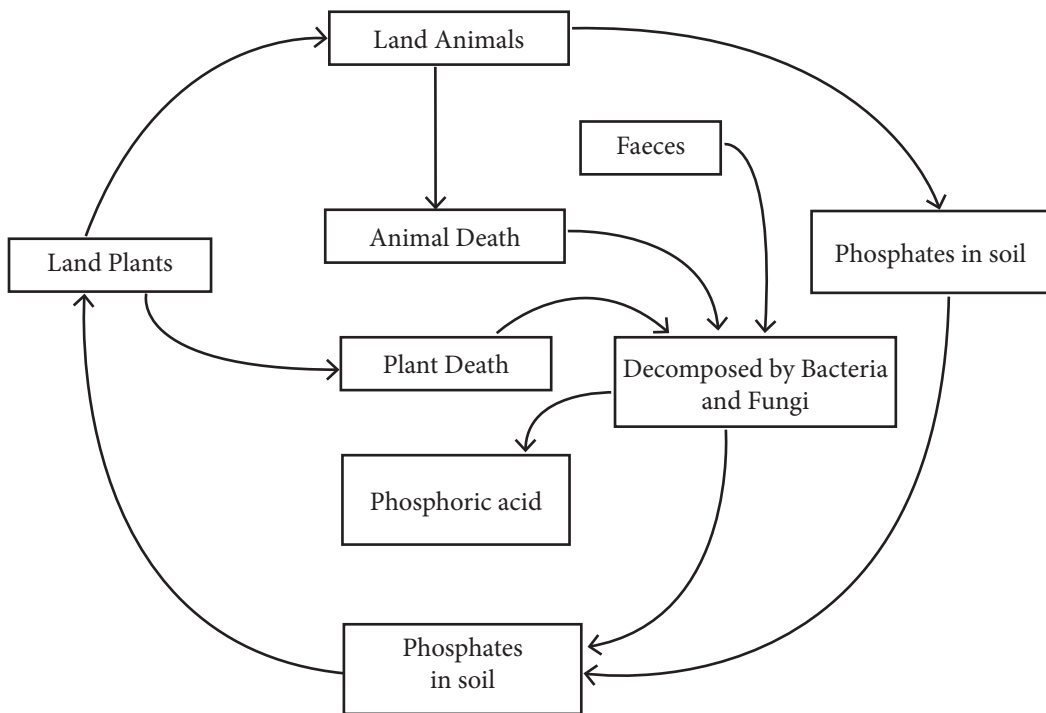 Land Animals
Faeces
Animal Death
Phosphates in soil
Land Plants
Plant Death
Decomposed by Bacteria
and Fungi
Phosphoric acid
Phosphates
in soil